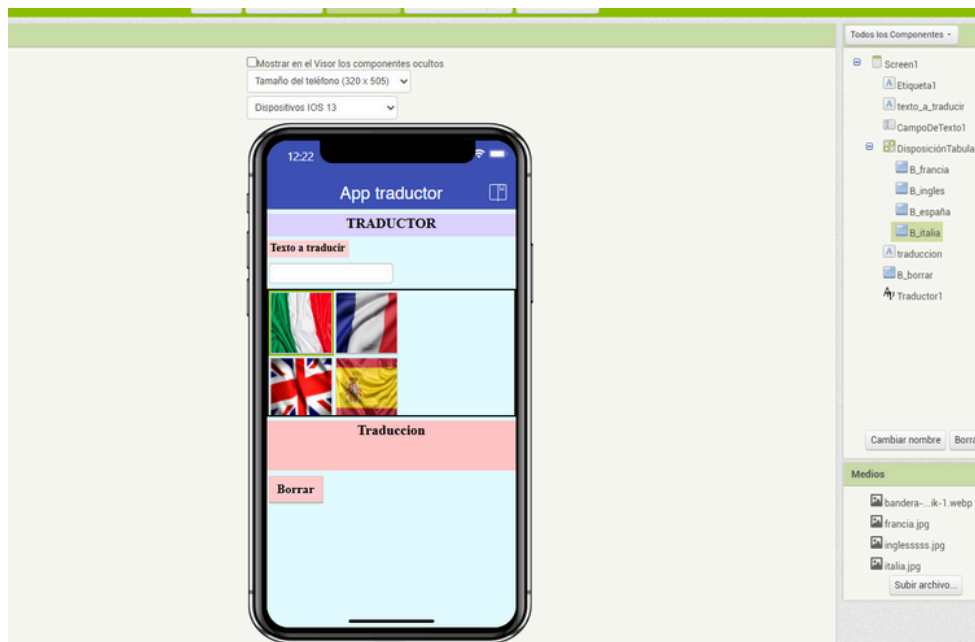 Mostrar en el Visor los componentes ocultos
Tamaño del teléfono (320 x 505)
Dispositivos IOS 13
12:22
App traductor
TRADUCTOR
Texto a traducir
Traduccion
Borrar
Todos los Componentes
Screen1
Etiqueta1
texto_a_traducir
CampoDeTexto1
DisposiciónTabula
B_francia
B_ingles
B_españa
B_italia
traduccion
B_borrar
Traductor1
Cambiar nombre Borra
Medios
bandera-...ik-1.webp
francia.jpg
inglesssss.jpg
italia.jpg
Subir archivo...